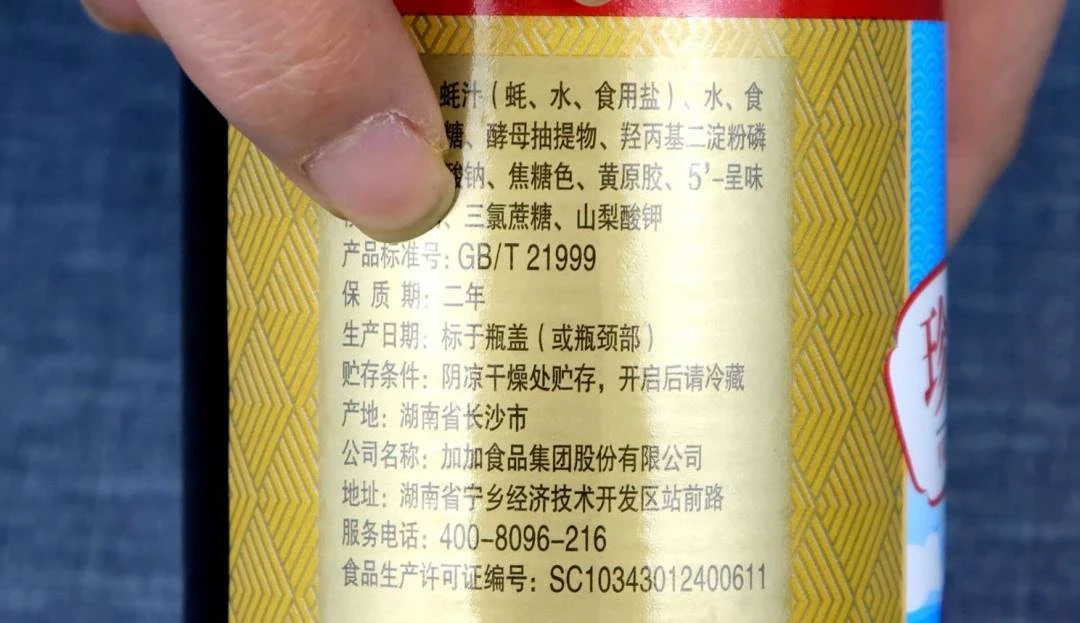 蚝汁（蚝、水、食用盐）、水、食
糖、酵母抽提物、羟丙基二淀粉磷
酸钠、焦糖色、黄原胶、5’-呈味
、三氯蔗糖、山梨酸钾
产品标准号：GB/T 21999
保 质 期：二年
生产日期：标于瓶盖（或瓶颈部）
贮存条件：阴凉干燥处贮存，开启后请冷藏
产地：湖南省长沙市
公司名称：加加食品集团股份有限公司
地址：湖南省宁乡经济技术开发区站前路
服务电话：400-8096-216
食品生产许可证编号：SC10343012400611
珍